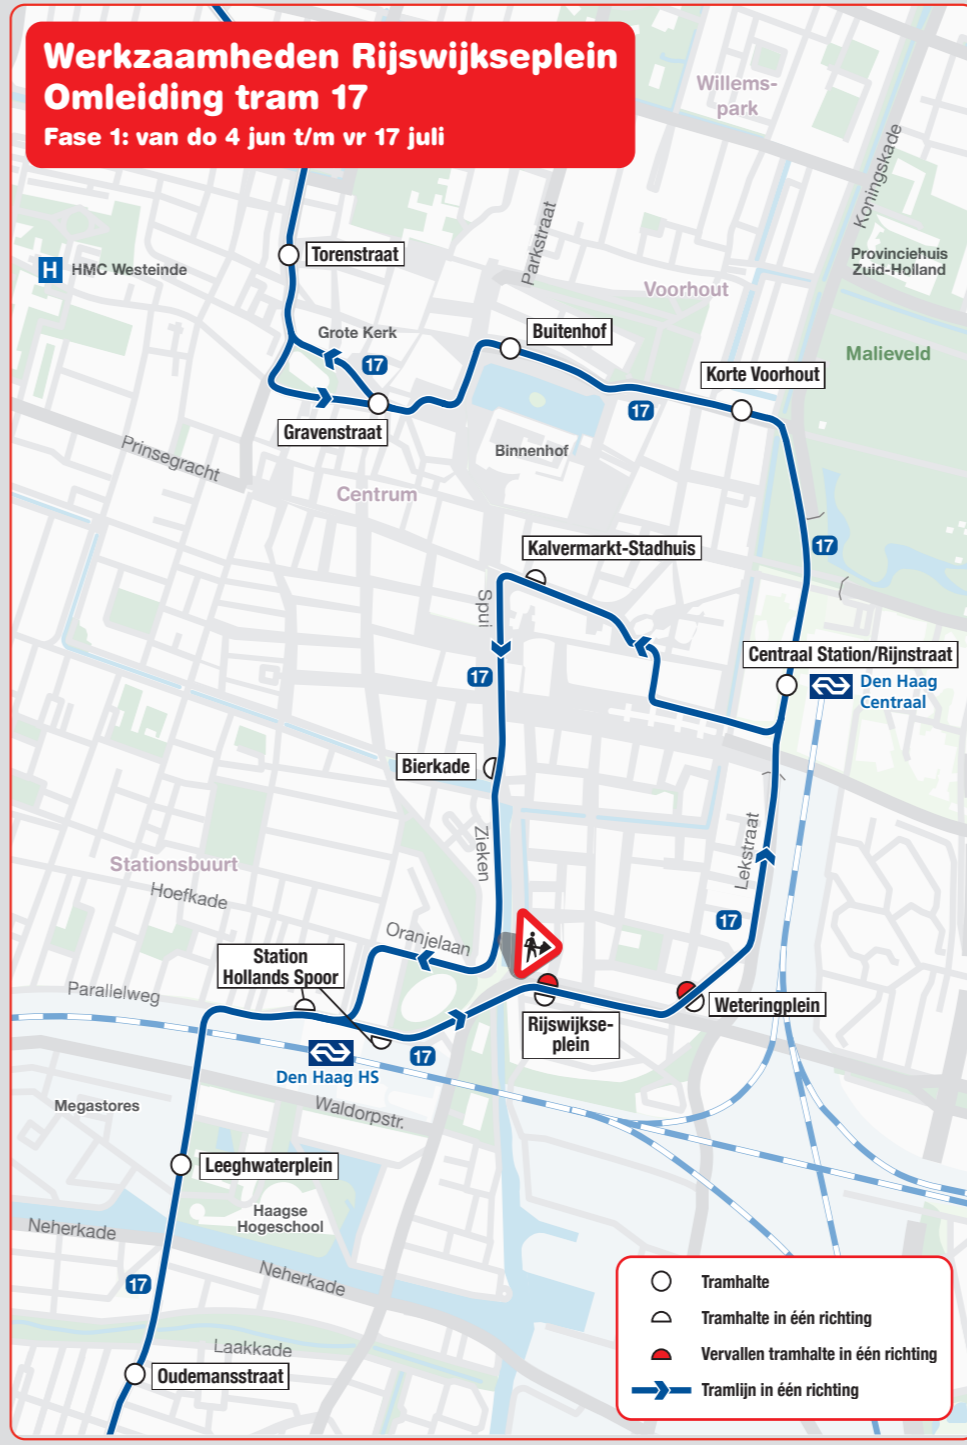 Werkzaamheden Rijswijkseplein
Omleiding tram 17
Fase 1: van do 4 jun t/m vr 17 juli
Willems-
park
Koningskade
Parkstraat
Provinciehuis
Zuid-Holland
Torenstraat
H
HMC Westeinde
Voorhout
Grote Kerk
Buitenhof
Malieveld
17
Korte Voorhout
17
Gravenstraat
Prinsegracht
Binnenhof
Centrum
17
Kalvermarkt-Stadhuis
Spui
Centraal Station/Rijnstraat
17
Den Haag
Centraal
Bierkade
Zieken
Lekstraat
Stationsbuurt
Hoefkade
17
Oranjelaan
Station
Hollands Spoor
Parallelweg
Weteringplein
Rijswijkse-
plein
17
Den Haag HS
Megastores
Waldorpstr.
Leeghwaterplein
Haagse
Hogeschool
Neherkade
Neherkade
17
Tramhalte
Tramhalte in één richting
Laakkade
Vervallen tramhalte in één richting
Oudemansstraat
Tramlijn in één richting